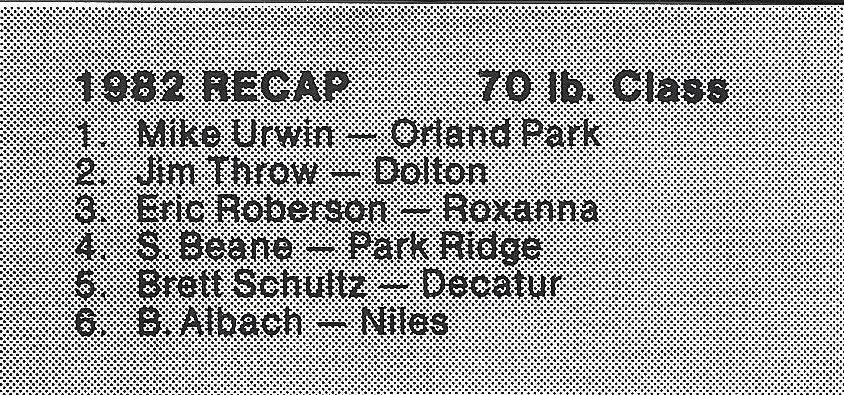 1982 RECAP 70 lb. Class
1. Mike Urwin — Orland Park
2. Jim Throw — Dolton
3. Eric Roberson — Roxanna
4. S. Beane — Park Ridge
5. Brett Schultz — Decatur
6. B. Albach — Niles